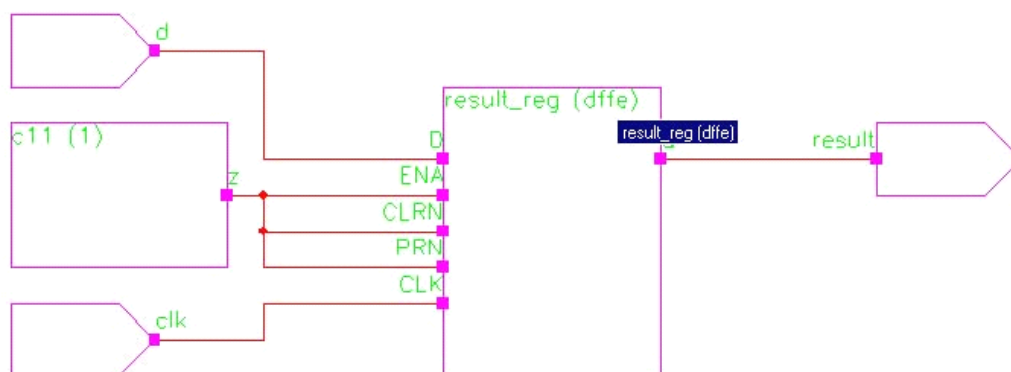 d
result_reg (dffe)
c11 (1)
D
result_reg (dffe)
result
z
ENA
CLRN
PRN
CLK
clk